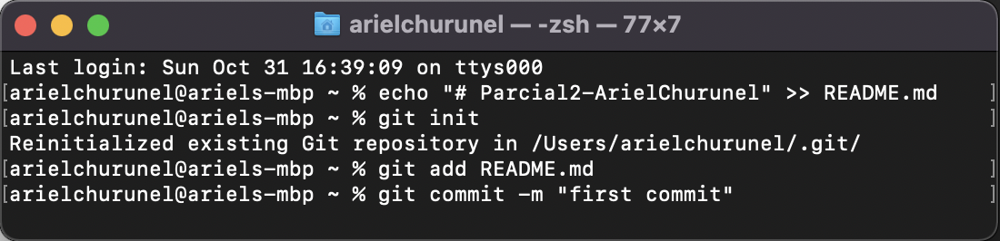 arielchurunel — -zsh — 77×7
Last login: Sun Oct 31 16:39:09 on ttys000
[arielchurunel@ariels-mbp ~ % echo "# Parcial2-ArielChurunel" >> README.md ]
[arielchurunel@ariels-mbp ~ % git init ]
Reinitialized existing Git repository in /Users/arielchurunel/.git/
[arielchurunel@ariels-mbp ~ % git add README.md ]
[arielchurunel@ariels-mbp ~ % git commit -m "first commit" ]